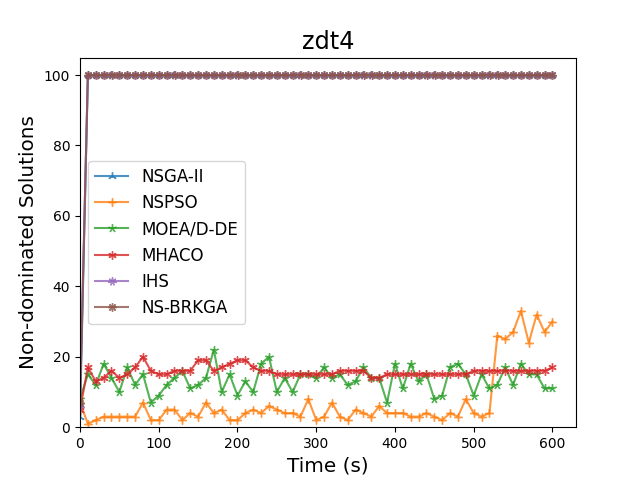 zdt4
Non-dominated Solutions
100
80
60
40
20
0
NSGA-II
NSPSO
MOEA/D-DE
MHACO
IHS
NS-BRKGA
0 100 200 300 400 500 600
Time (s)